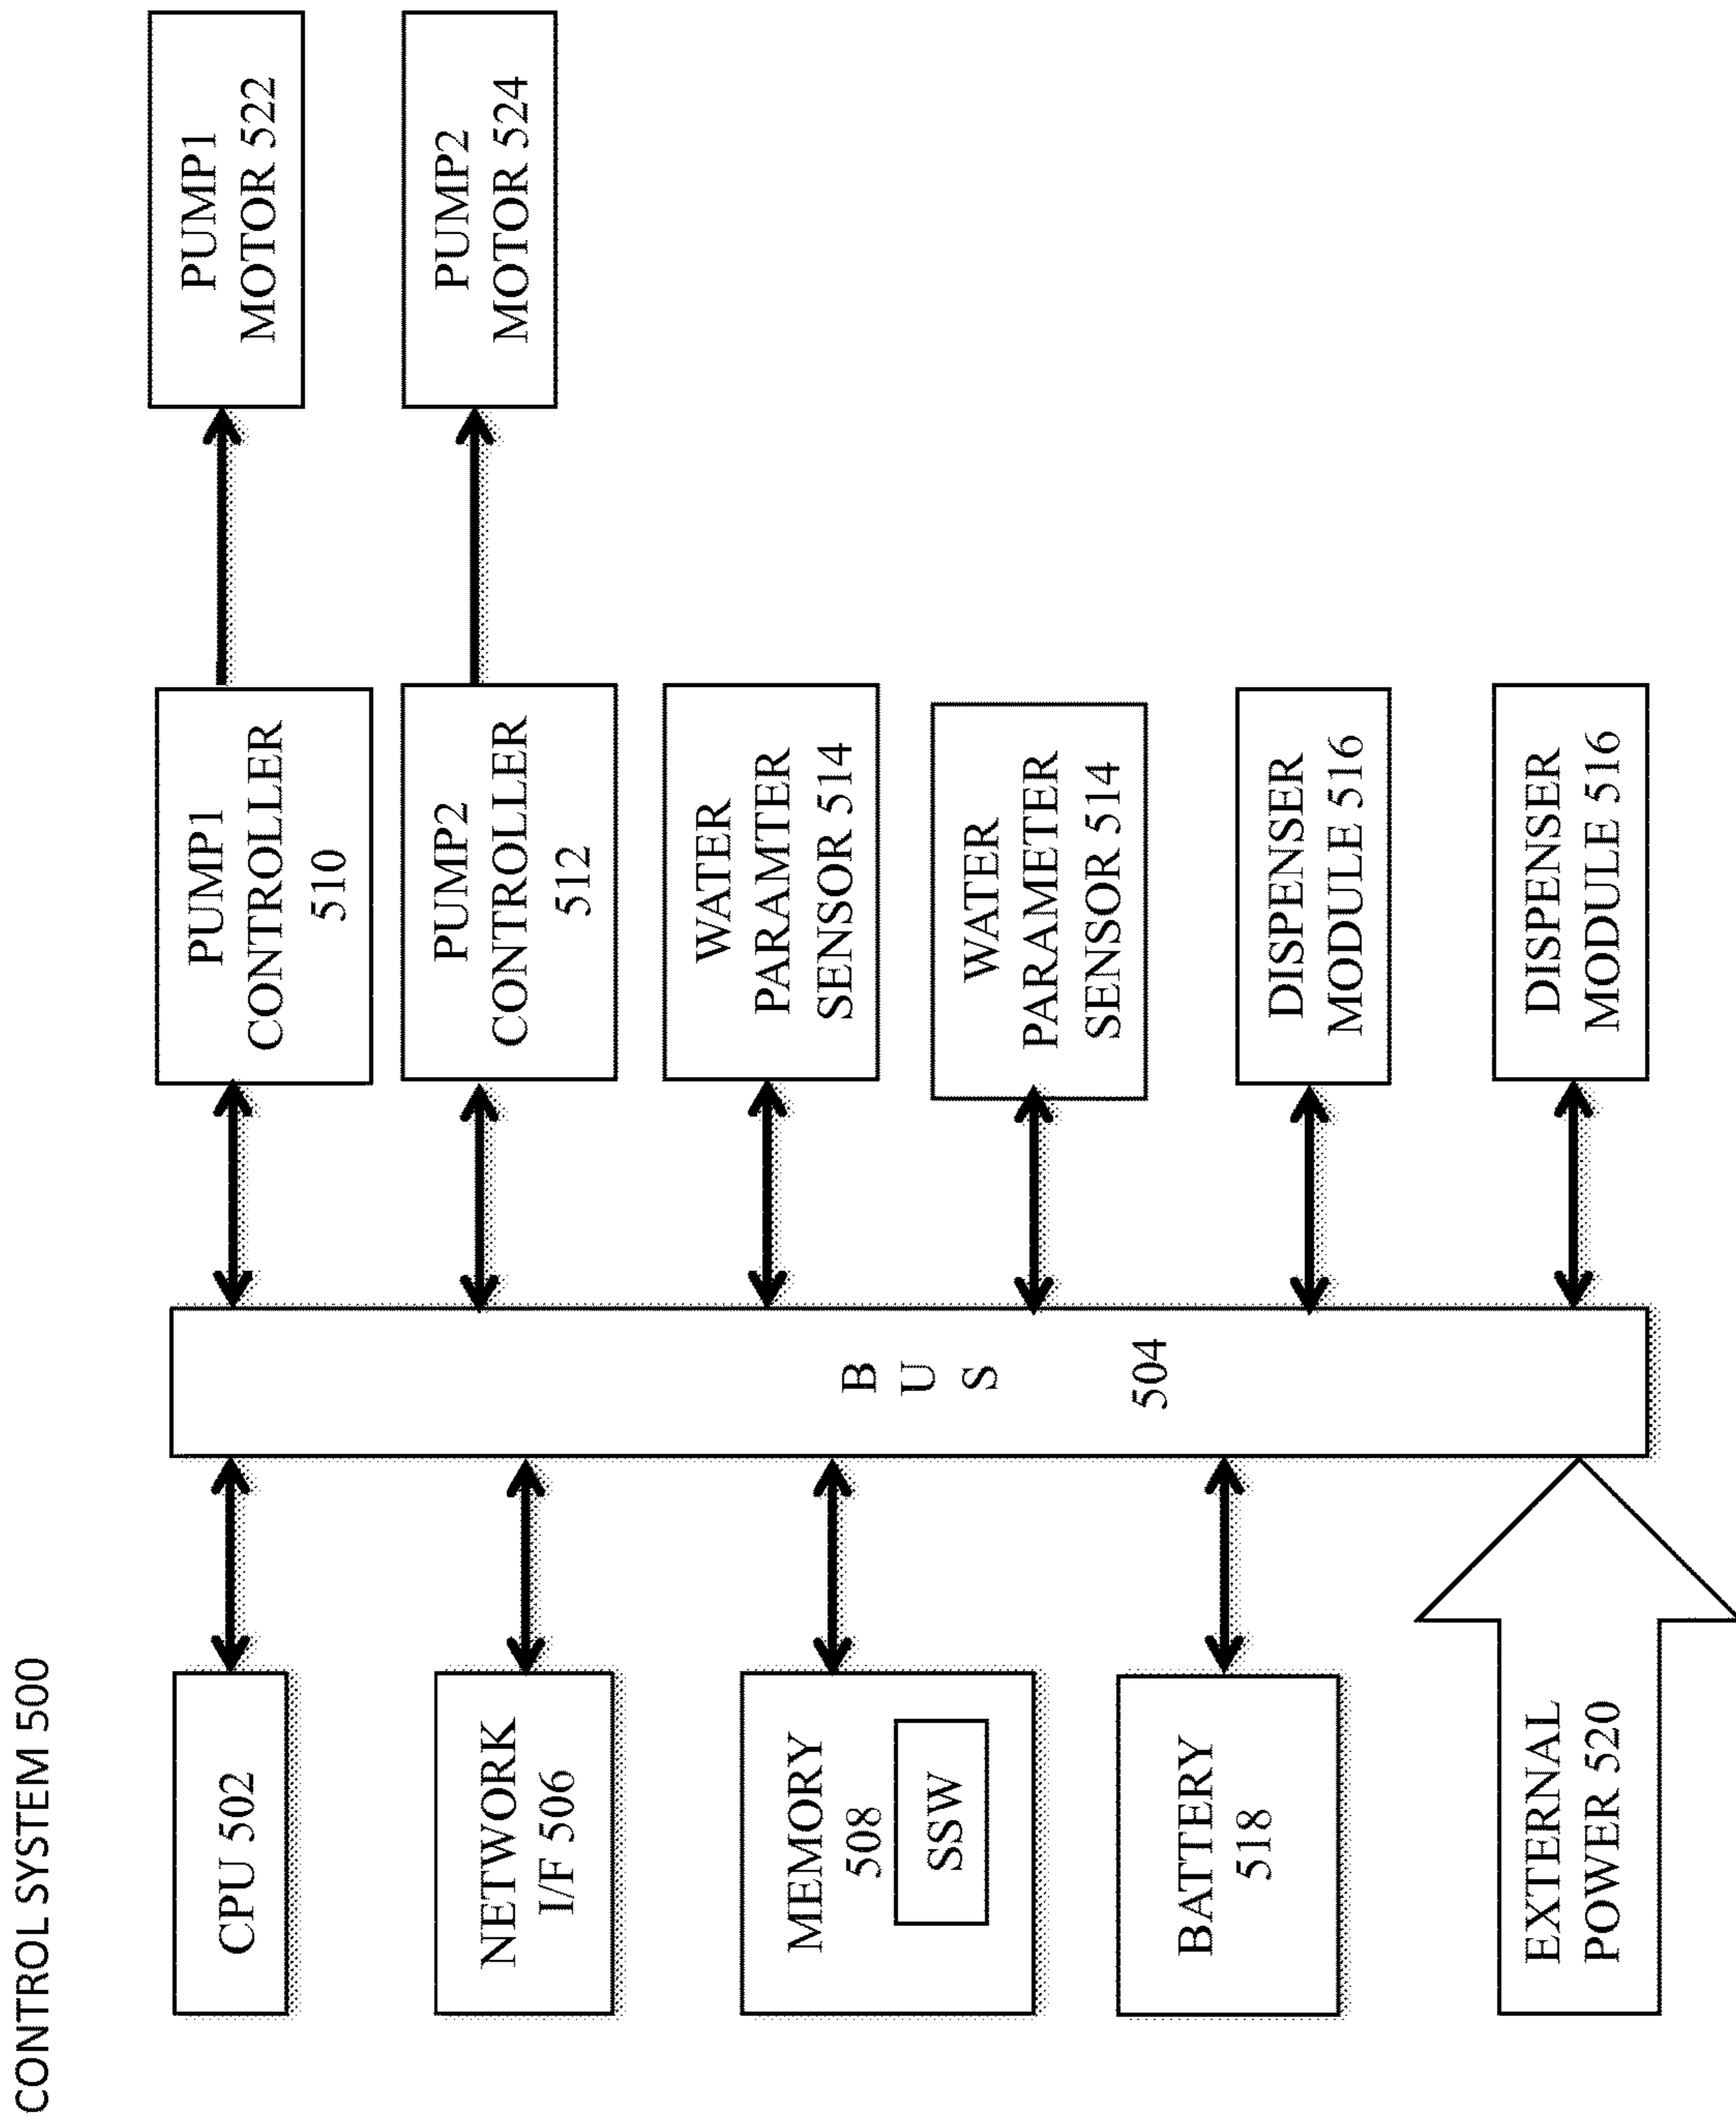 CONTROL SYSTEM 500
CPU 502
NETWORK
I/F 506
MEMORY
508
SSW
BATTERY
518
EXTERNAL
POWER 520
B
U
S
504
PUMP1
CONTROLLER
510
PUMP2
CONTROLLER
512
WATER
PARAMTER
SENSOR 514
WATER
PARAMETER
SENSOR 514
DISPENSER
MODULE 516
DISPENSER
MODULE 516
PUMP1
MOTOR 522
PUMP2
MOTOR 524